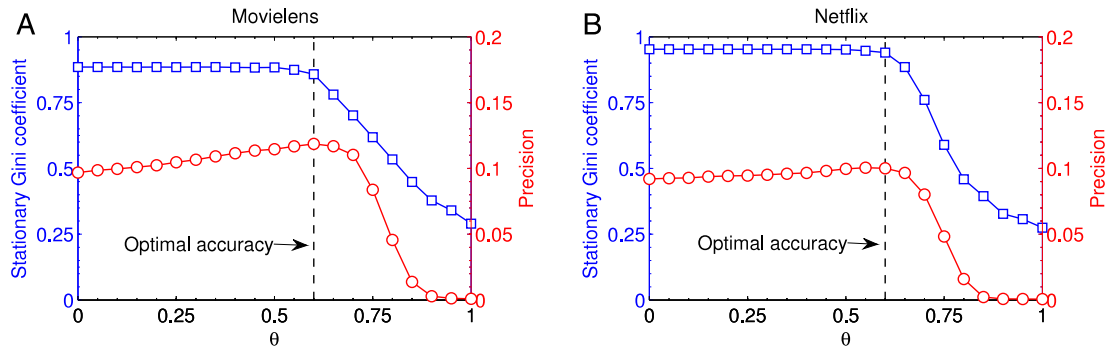 A
Movielens
1
0.75
0.5
0.25
0
Stationary Gini coefficient
0.2
0.15
0.1
0.05
0
Precision
Optimal accuracy
0 0.25 0.5 0.75 1
θ
B
Netflix
1
0.75
0.5
0.25
0
Stationary Gini coefficient
0.2
0.15
0.1
0.05
0
Precision
Optimal accuracy
0 0.25 0.5 0.75 1
θ